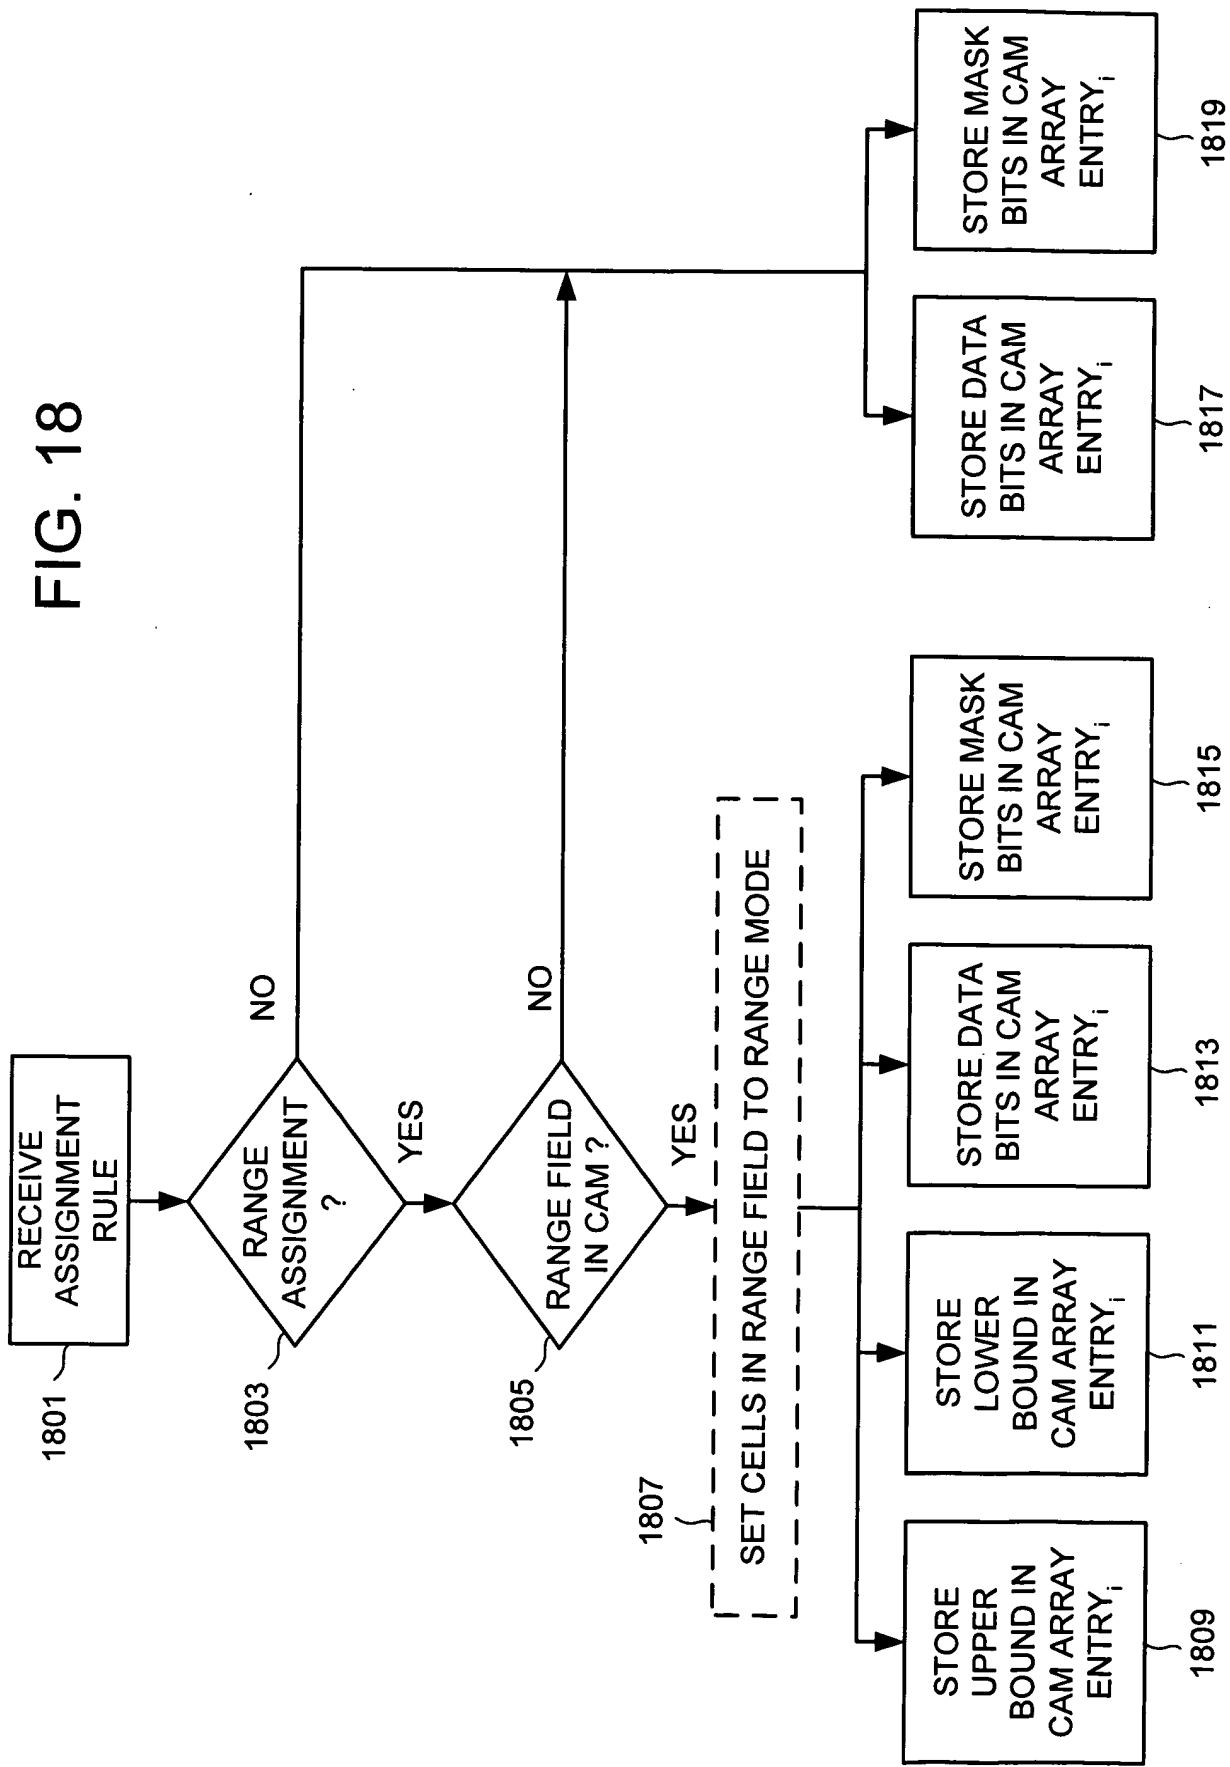 FIG. 18
RECEIVE
ASSIGNMENT
RULE
1801
RANGE
ASSIGNMENT
?
1803
NO
YES
RANGE FIELD
IN CAM ?
1805
NO
YES
1807
SET CELLS IN RANGE FIELD TO RANGE MODE
STORE
UPPER
BOUND IN
CAM ARRAY
ENTRYi
1809
STORE
LOWER
BOUND IN
CAM ARRAY
ENTRYi
1811
STORE DATA
BITS IN CAM
ARRAY
ENTRYi
1813
STORE MASK
BITS IN CAM
ARRAY
ENTRYi
1815
STORE DATA
BITS IN CAM
ARRAY
ENTRYi
1817
STORE MASK
BITS IN CAM
ARRAY
ENTRYi
1819